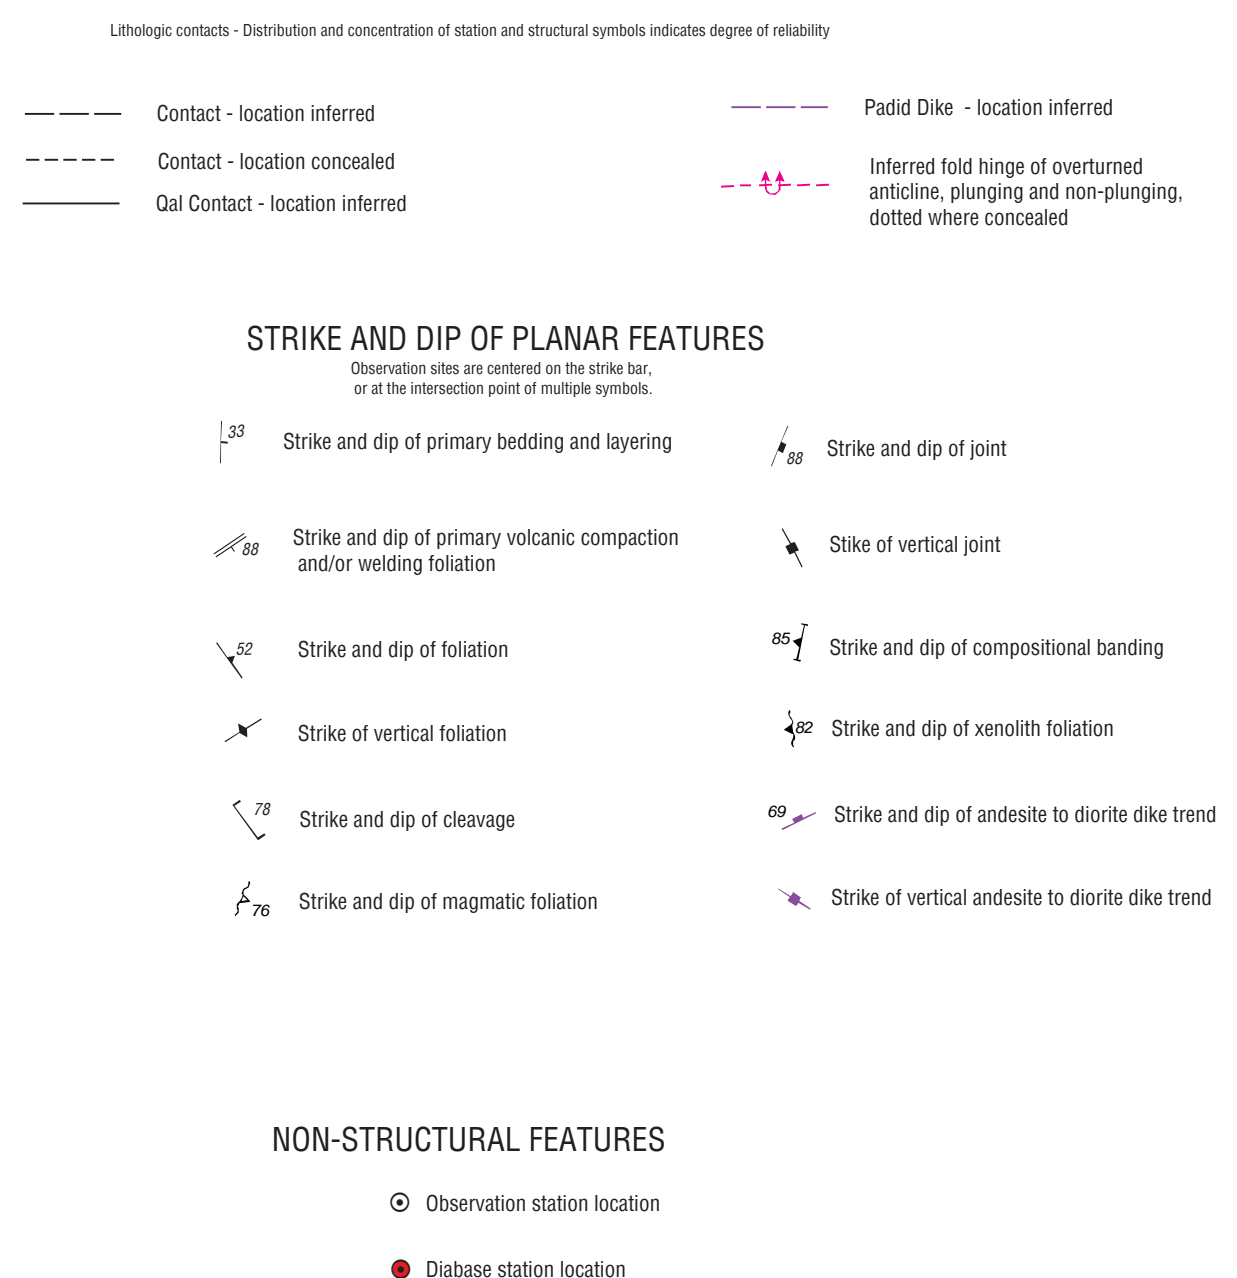 Lithologic contacts - Distribution and concentration of station and structural symbols indicates degree of reliability
Contact - location inferred
Contact - location concealed
Qal Contact - location inferred
Padid Dike - location inferred
Inferred fold hinge of overturned
anticline, plunging and non-plunging,
dotted where concealed
STRIKE AND DIP OF PLANAR FEATURES
Observation sites are centered on the strike bar,
or at the intersection point of multiple symbols.
33 Strike and dip of primary bedding and layering
88 Strike and dip of primary volcanic compaction
and/or welding foliation
52 Strike and dip of foliation
Strike of vertical foliation
78 Strike and dip of cleavage
76 Strike and dip of magmatic foliation
88 Strike and dip of joint
Stike of vertical joint
85 Strike and dip of compositional banding
82 Strike and dip of xenolith foliation
69 Strike and dip of andesite to diorite dike trend
Strike of vertical andesite to diorite dike trend
NON-STRUCTURAL FEATURES
Observation station location
Diabase station location